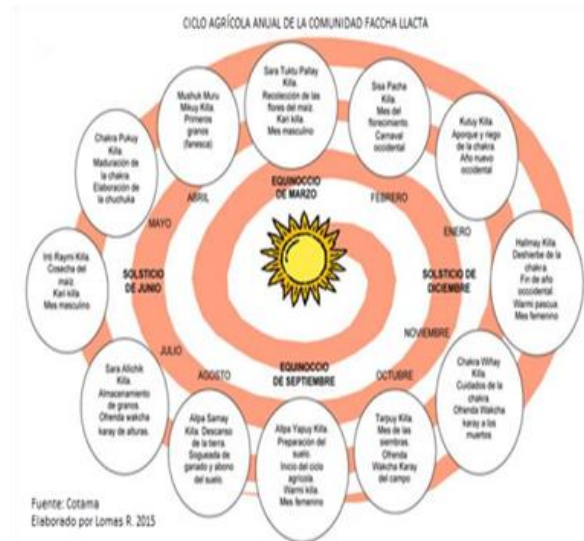 CICLO AGRÍCOLA ANUAL DE LA COMUNIDAD FACCHA LLACTA
Sara Tuktu Pallay
Killa.
Recolección de las
flores del maíz.
Kari killa.
Mes masculino
Sisa Pacha
Killa.
Mes del
florecimiento.
Carnaval
occidental
Kutuy Killa.
Aporque y riego
de la chakra.
Año nuevo
occidental
Hallmay Killa.
Deshierbe de la
chakra.
Fin de año
occcidental.
Warmi pascua.
Mes femenino
Chakra Wiñay
Killa.
Cuidados de la
chakra.
Ofrenda Wakcha
karay a los
muertos
Tarpuy Killa.
Mes de las
siembras.
Ofrenda
Wakcha Karay
del campo
Allpa Yapuy Killa.
Preparación del
suelo.
Inicio del ciclo
agrícola.
Warmi killa.
Mes femenino
Allpa Samay
Killa. Descanso
de la tierra.
Sogueada de
ganado y abono
del suelo.
Sara Allichik
Killa.
Almacenamiento
de granos.
Ofrenda wakcha
karay de alturas.
Inti Raymi Killa.
Cosecha del
maíz.
Kari killa.
Mes masculino
Chakra Pukuy
Killa.
Maduración de
la chakra.
Elaboración de
la chuchuka
Mushuk Muru
Mikuy Killa.
Primeros
granos
(fanesca)
EQUINOCCIO
DE MARZO
FEBRERO
ENERO
SOLSTICIO DE
DICIEMBRE
NOVIEMBRE
OCTUBRE
EQUINOCCIO
DE SEPTIEMBRE
AGOSTO
JULIO
SOLSTICIO
DE JUNIO
MAYO
ABRIL
Fuente: Cotama
Elaborado por Lomas R. 2015